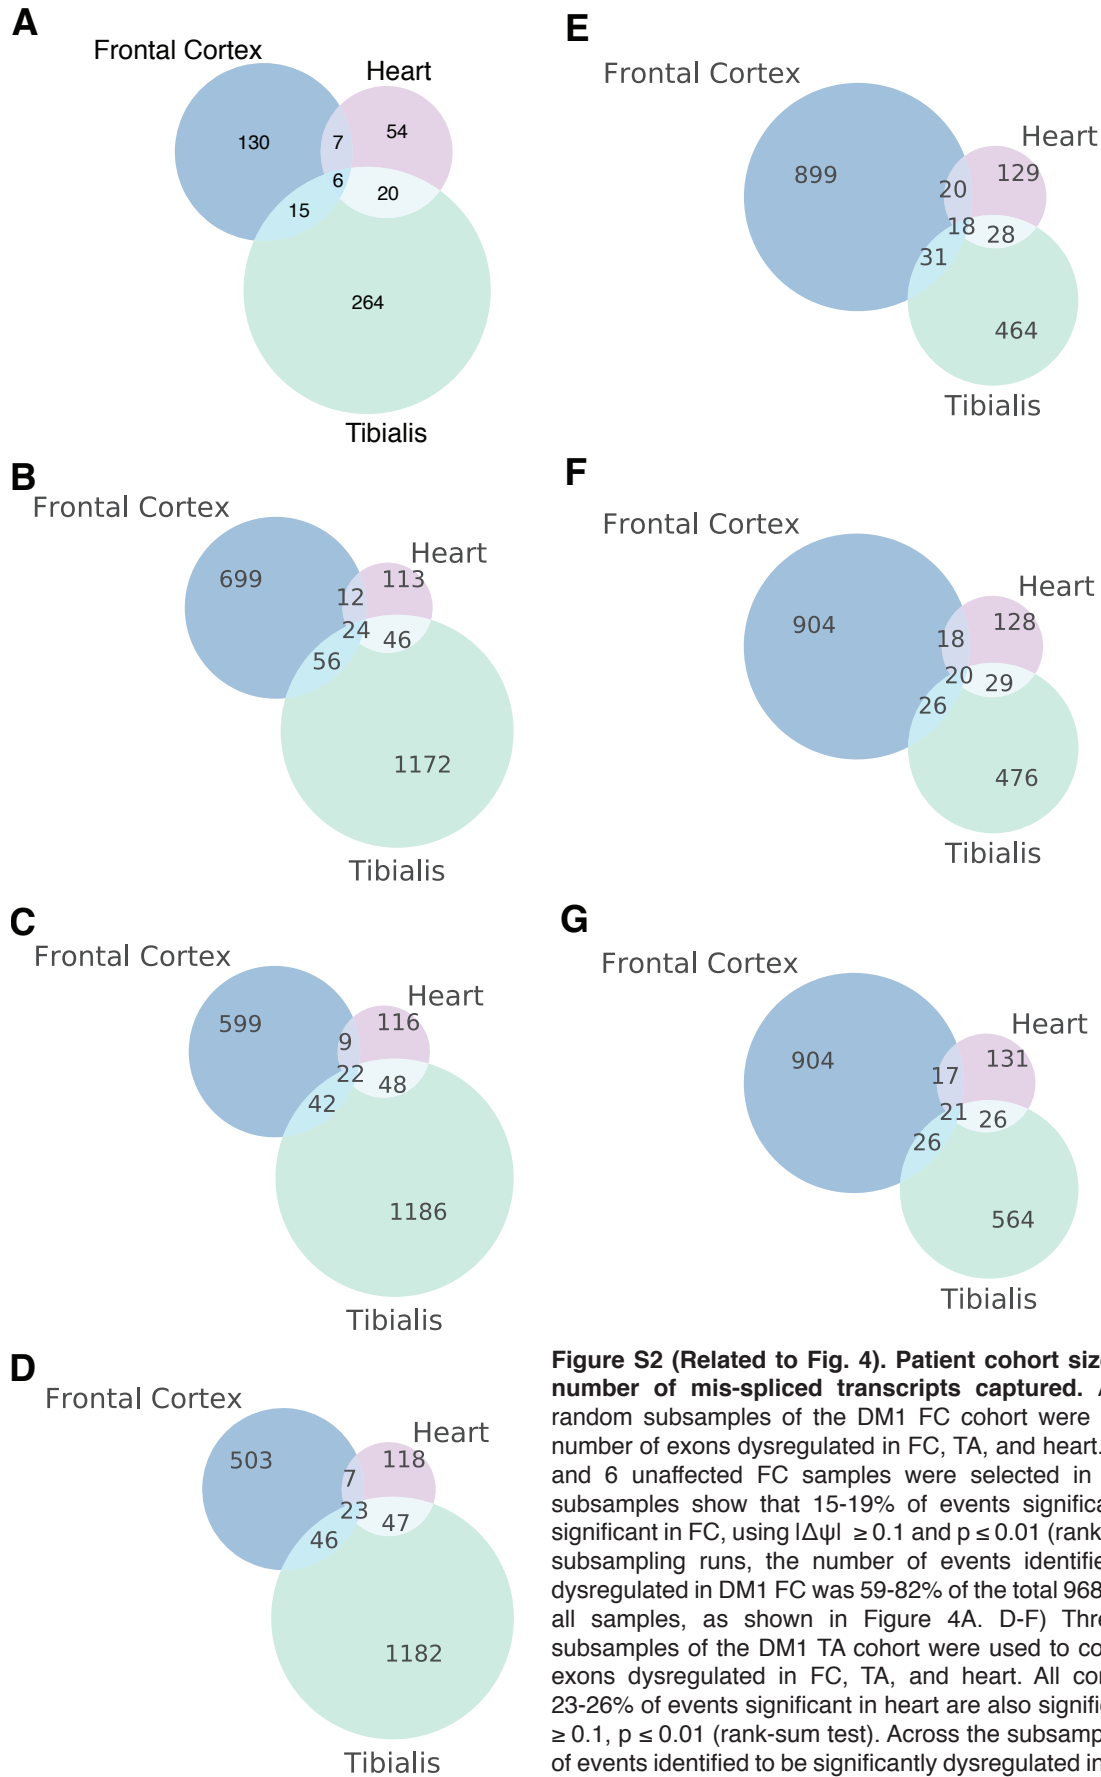 A
Frontal Cortex
Heart
130
7
54
6
20
15
264
Tibialis
B
Frontal Cortex
Heart
699
113
12
24
46
56
1172
Tibialis
C
Frontal Cortex
Heart
599
116
9
22
48
42
1186
Tibialis
D
Frontal Cortex
Heart
503
118
7
23
47
46
1182
Tibialis
E
Frontal Cortex
Heart
899
129
20
18
28
31
464
Tibialis
F
Frontal Cortex
Heart
904
128
18
20
29
26
476
Tibialis
G
Frontal Cortex
Heart
904
131
17
21
26
26
564
Tibialis
Figure S2 (Related to Fig. 4). Patient cohort size
number of mis-spliced transcripts captured.
random subsamples of the DM1 FC cohort were
number of exons dysregulated in FC, TA, and heart.
and 6 unaffected FC samples were selected in
subsamples show that 15-19% of events significa
significant in FC, using |Δψ| ≥ 0.1 and p ≤ 0.01 (rank
subsampling runs, the number of events identifie
dysregulated in DM1 FC was 59-82% of the total 968
all samples, as shown in Figure 4A. D-F) Thre
subsamples of the DM1 TA cohort were used to co
exons dysregulated in FC, TA, and heart. All co
23-26% of events significant in heart are also signific
≥ 0.1, p ≤ 0.01 (rank-sum test). Across the subsamp
of events identified to be significantly dysregulated in